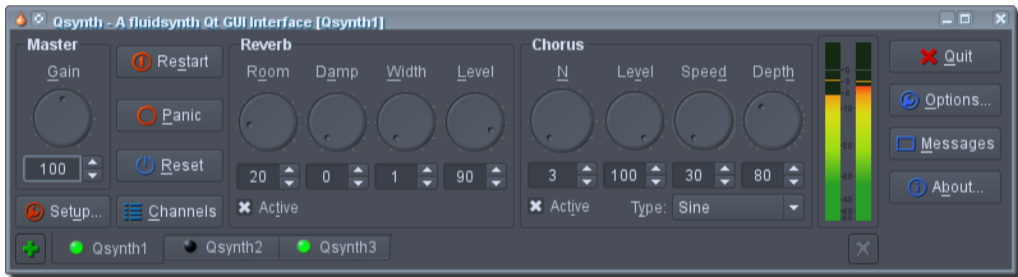 Qsynth - A fluidsynth Qt GUI Interface [Qsynth1]
Master
Gain
100
Setup...
Restart
Panic
Reset
Channels
Reverb
Room Damp Width Level
20 0 1 90
Active
Chorus
N Level Speed Depth
3 100 30 80
Active Type: Sine
Quit
Options...
Messages
About...
Qsynth1 Qsynth2 Qsynth3